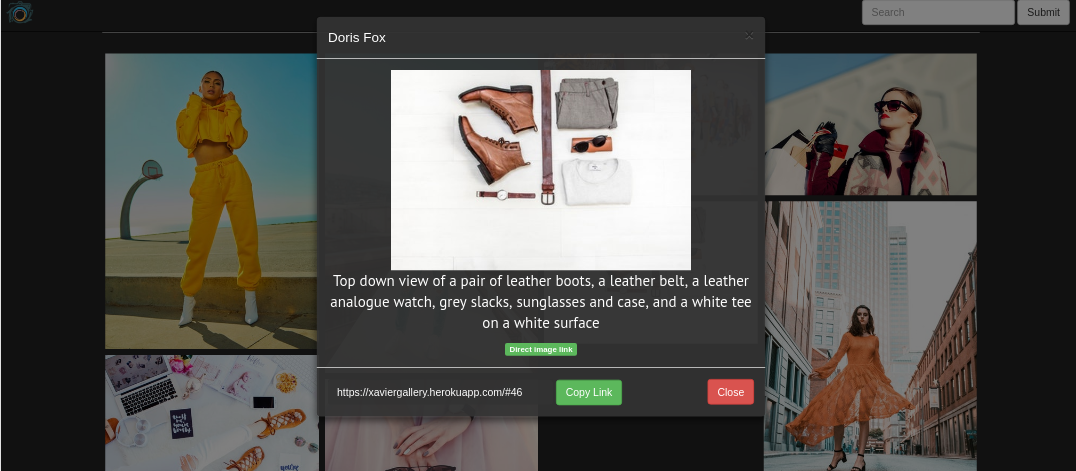 Search
Submit
Doris Fox
×
Top down view of a pair of leather boots, a leather belt, a leather
analogue watch, grey slacks, sunglasses and case, and a white tee
on a white surface
Direct image link
https://xaviergallery.herokuapp.com/#46
Copy Link
Close